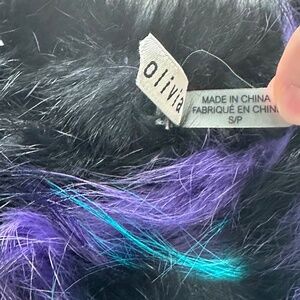 olivia
MADE IN CHINA
FABRIQUÉ EN CHINE
S/P